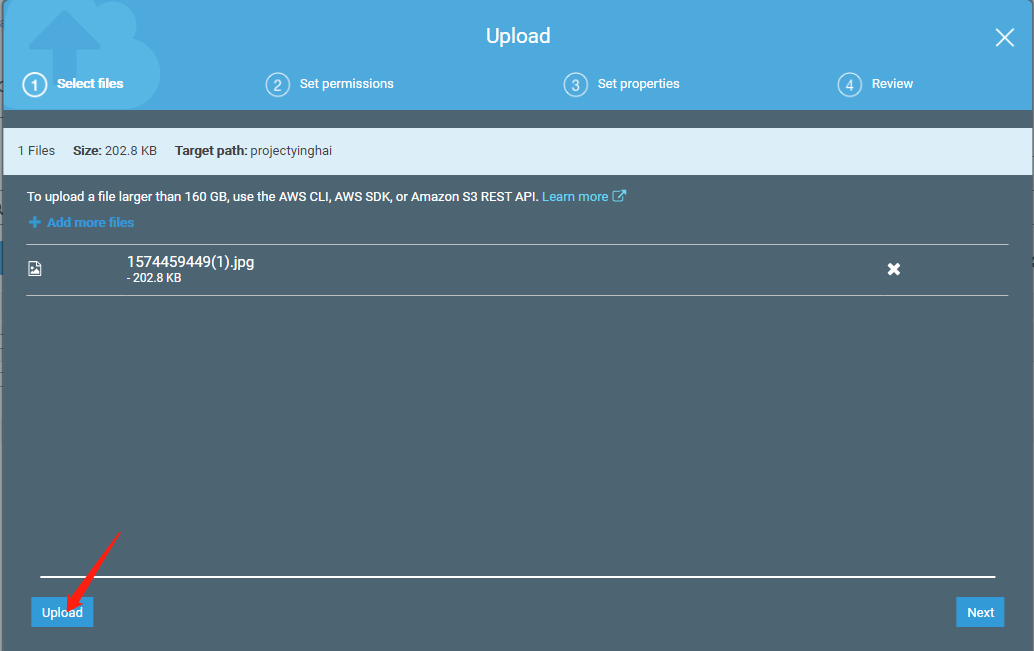 Upload
1 Select files 2 Set permissions 3 Set properties 4 Review
1 Files Size: 202.8 KB Target path: projectyinghai
To upload a file larger than 160 GB, use the AWS CLI, AWS SDK, or Amazon S3 REST API. Learn more
Add more files
1574459449(1).jpg
- 202.8 KB
Upload Next